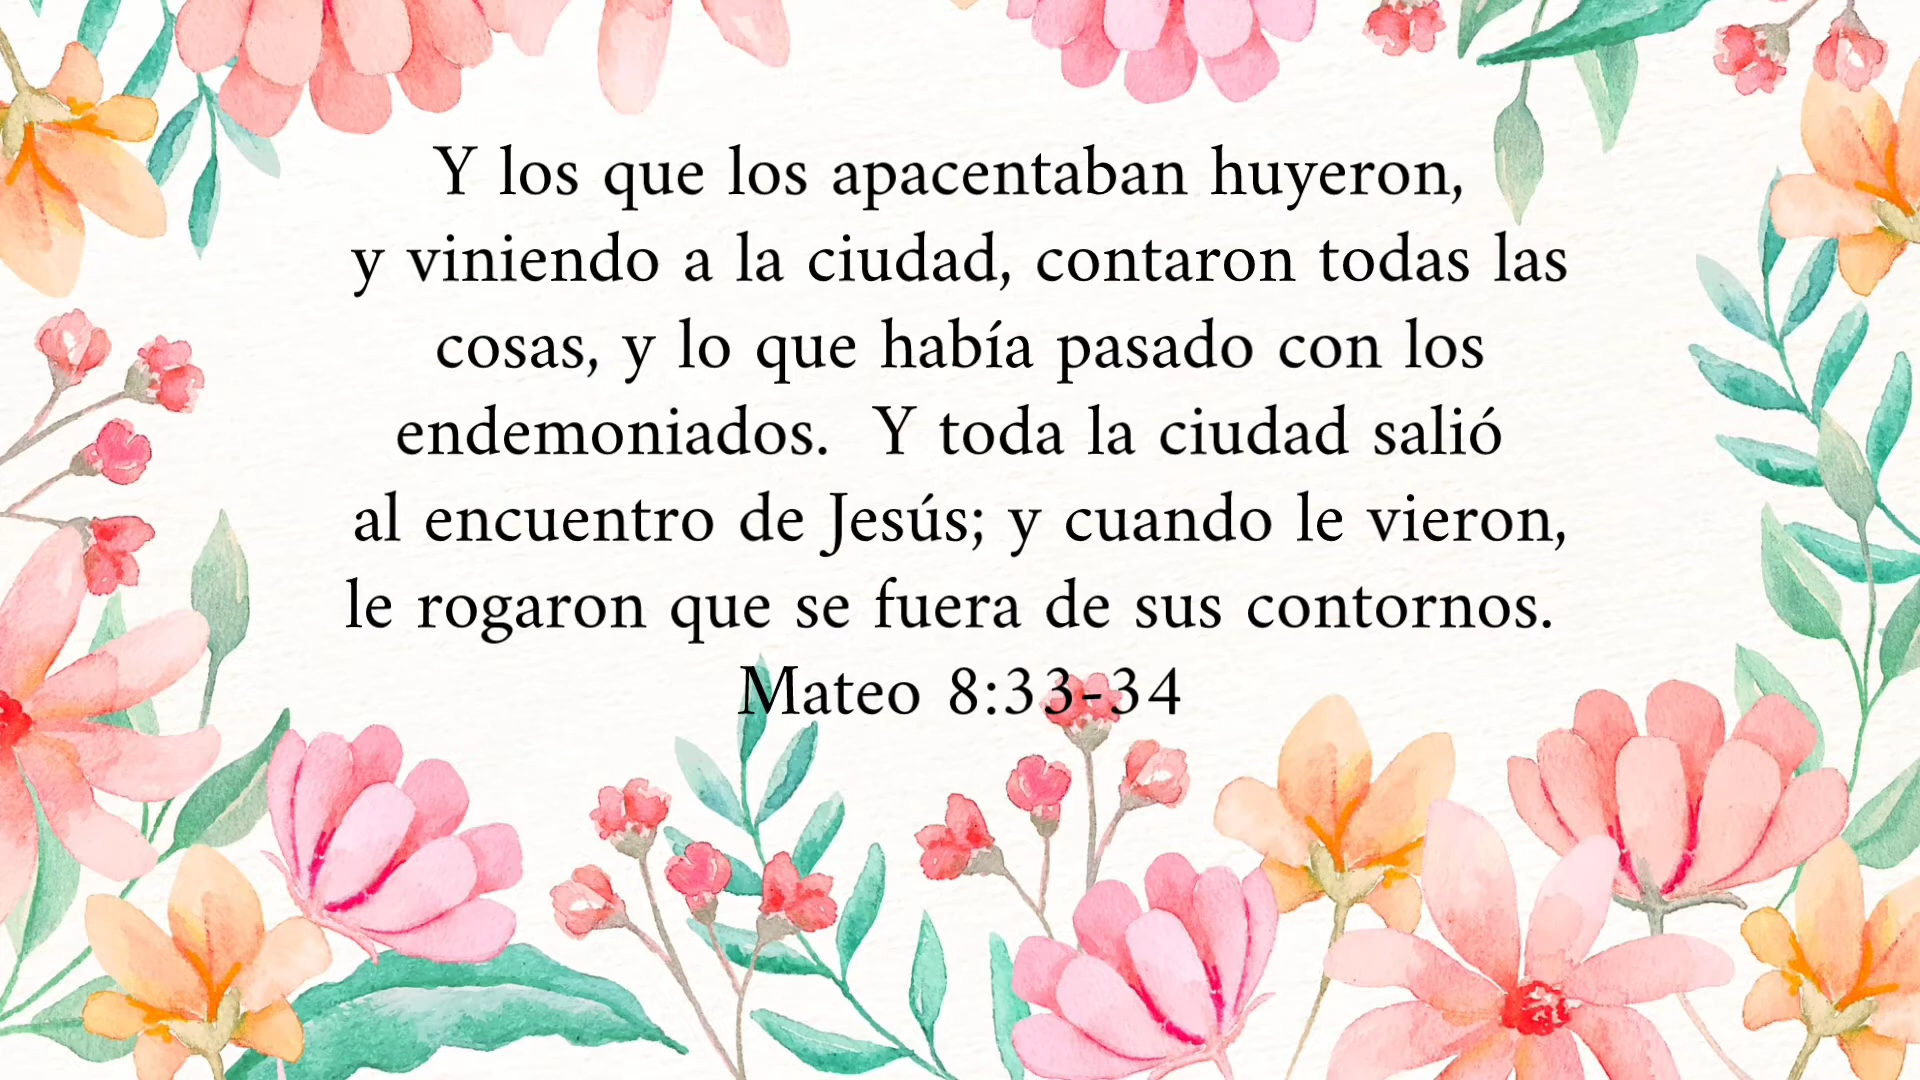 Y los que los apacentaban huyeron,
y viniendo a la ciudad, contaron todas las
cosas, y lo que había pasado con los
endemoniados.  Y toda la ciudad salió
al encuentro de Jesús; y cuando le vieron,
le rogaron que se fuera de sus contornos.
Mateo 8:33-34